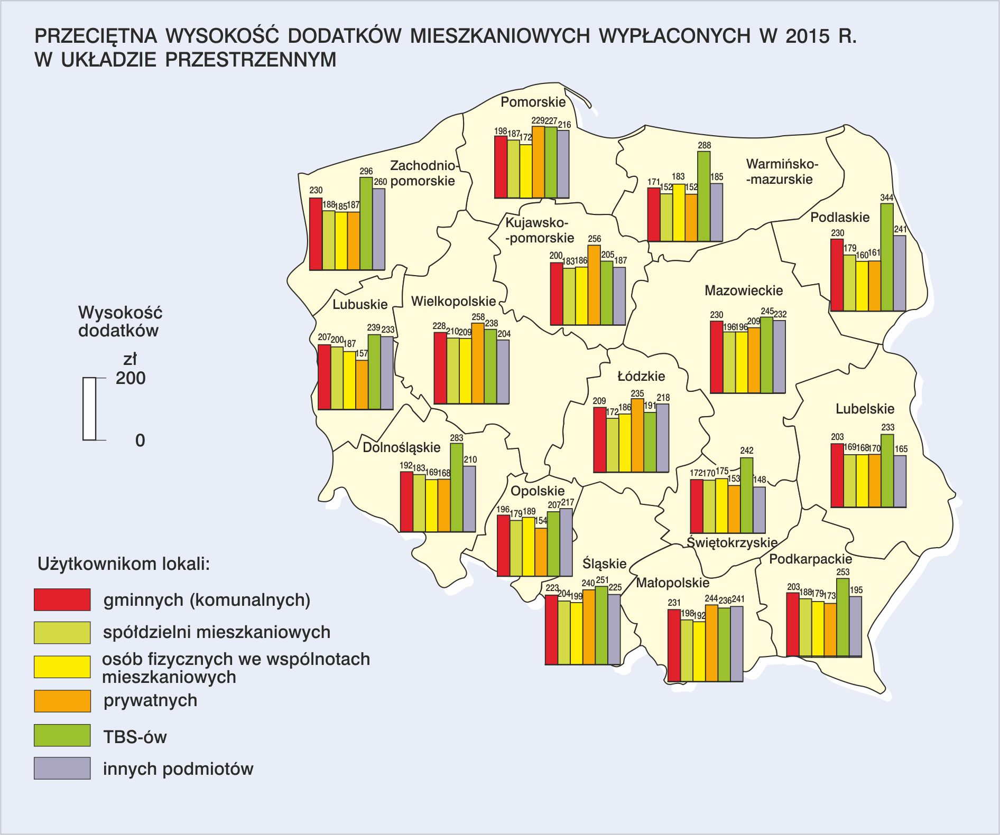 PRZECIĘTNA WYSOKOŚĆ DODATKÓW MIESZKANIOWYCH WYPŁACONYCH W 2015 R.
W UKŁADZIE PRZESTRZENNYM
Pomorskie
198 187 172 229 227 216
Zachodnio-
pomorskie
230 188 185 187 296 260
Warmińsko-
-mazurskie
171 152 183 152 288 185
Podlaskie
230 179 160 161 344 241
Kujawsko-
-pomorskie
200 183 186 256 205 187
Mazowieckie
230 196 196 209 245 232
Lubuskie
207 200 187 157 239 233
Wielkopolskie
228 210 209 258 238 204
Łódzkie
209 172 186 235 191 218
Lubelskie
203 169 168 170 233 165
Dolnośląskie
192 183 169 168 283 210
Opolskie
196 179 189 154 207 217
172 170 175 153 242 148
Świętokrzyskie
Śląskie
223 204 199 240 251 225
Małopolskie
231 198 192 244 236 241
Podkarpackie
203 188 179 173 253 195
Wysokość
dodatków
zł
200
0
Użytkownikom lokali:
gminnych (komunalnych)
spółdzielni mieszkaniowych
osób fizycznych we wspólnotach
mieszkaniowych
prywatnych
TBS-ów
innych podmiotów